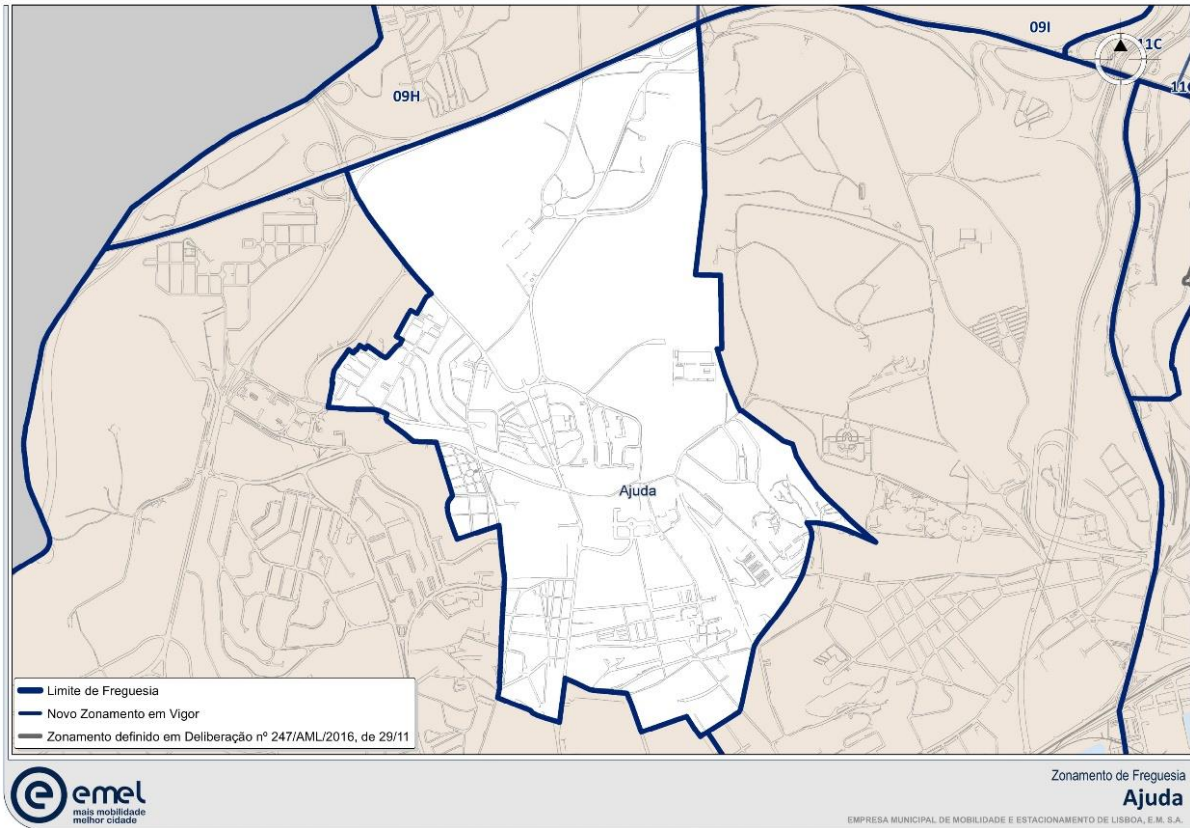 09I
11C
09H
Ajuda
Limite de Freguesia
Novo Zonamento em Vigor
Zonamento definido em Deliberação nº 247/AML/2016, de 29/11
emel
mais mobilidade
melhor cidade
Zonamento de Freguesia
Ajuda
EMPRESA MUNICIPAL DE MOBILIDADE E ESTACIONAMENTO DE LISBOA, E.M. S.A.